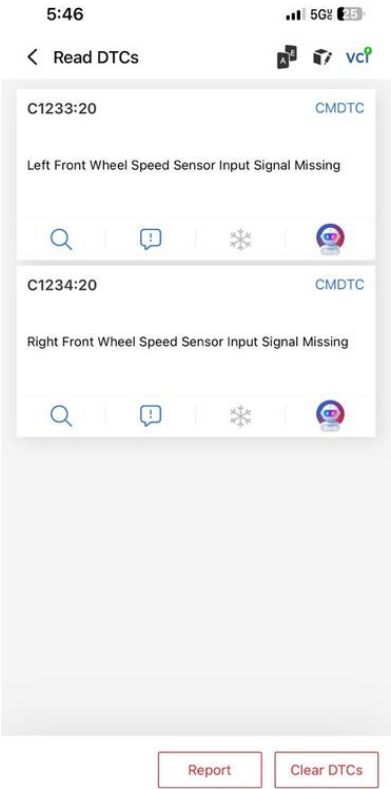 5:46
5G
25
Read DTCs
A
vci
C1233:20
CMDTC
Left Front Wheel Speed Sensor Input Signal Missing
C1234:20
CMDTC
Right Front Wheel Speed Sensor Input Signal Missing
Report
Clear DTCs